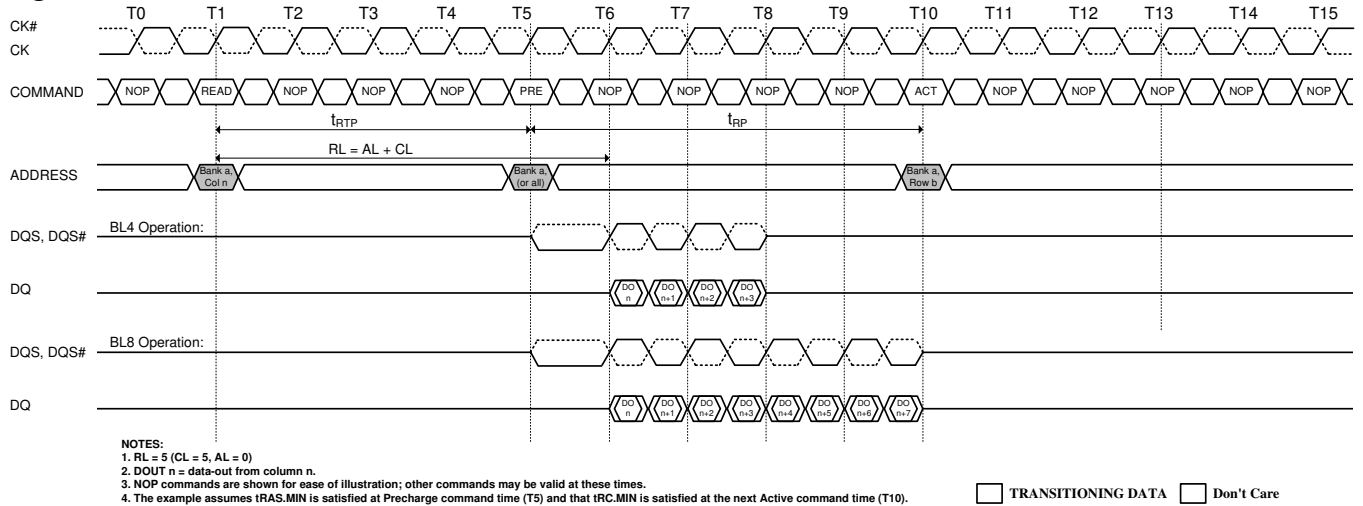 T0 T1 T2 T3 T4 T5 T6 T7 T8 T9 T10 T11 T12 T13 T14 T15
CK#
CK
COMMAND NOP READ NOP NOP NOP PRE NOP NOP NOP NOP ACT NOP NOP NOP NOP NOP
tRTP tRP
RL = AL + CL
ADDRESS
Bank a, Bank a, Bank a,
Col n (or all) Row b
BL4 Operation:
DQS, DQS#
DQ
DO DO DO DO
n n+1 n+2 n+3
BL8 Operation:
DQS, DQS#
DQ
DO DO DO DO DO DO DO DO
n n+1 n+2 n+3 n+4 n+5 n+6 n+7
NOTES:
1. RL = 5 (CL = 5, AL = 0)
2. DOUT n = data-out from column n.
3. NOP commands are shown for ease of illustration; other commands may be valid at these times.
4. The example assumes tRAS.MIN is satisfied at Precharge command time (T5) and that tRC.MIN is satisfied at the next Active command time (T10).
TRANSITIONING DATA Don't Care